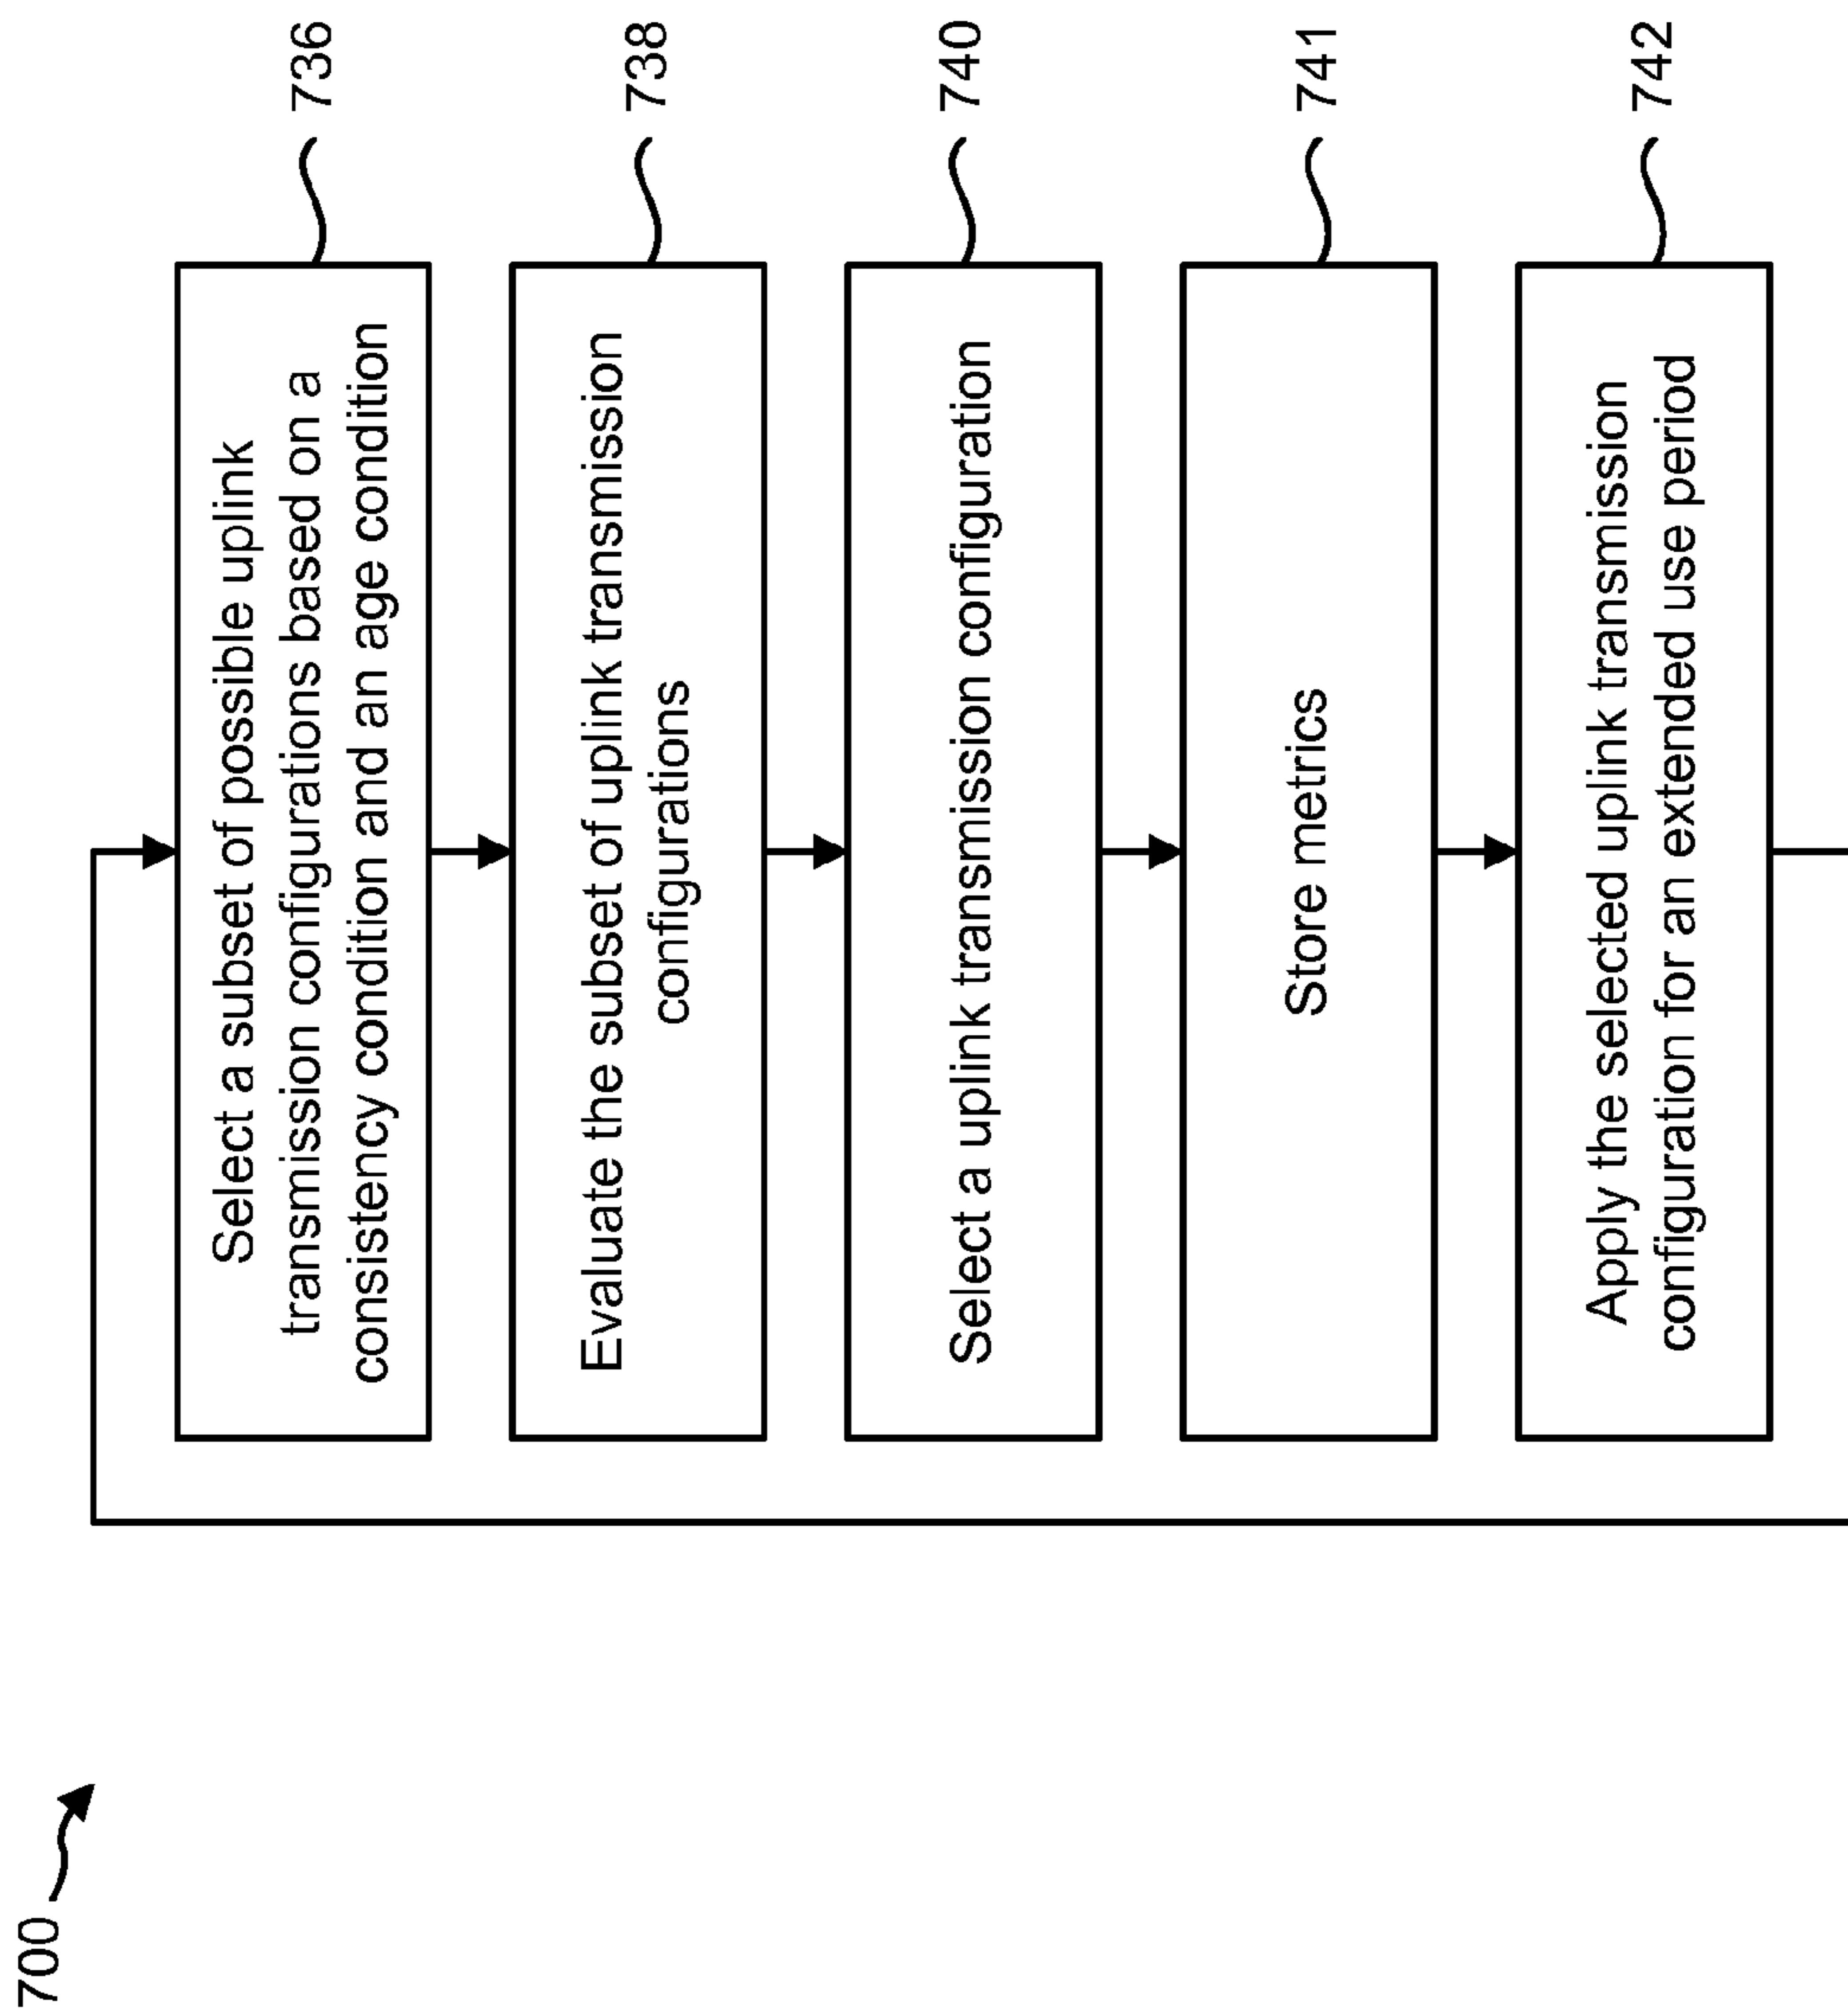 700
Select a subset of possible uplink
transmission configurations based on a
consistency condition and an age condition
736
Evaluate the subset of uplink transmission
configurations
738
Select a uplink transmission configuration
740
Store metrics
741
Apply the selected uplink transmission
configuration for an extended use period
742